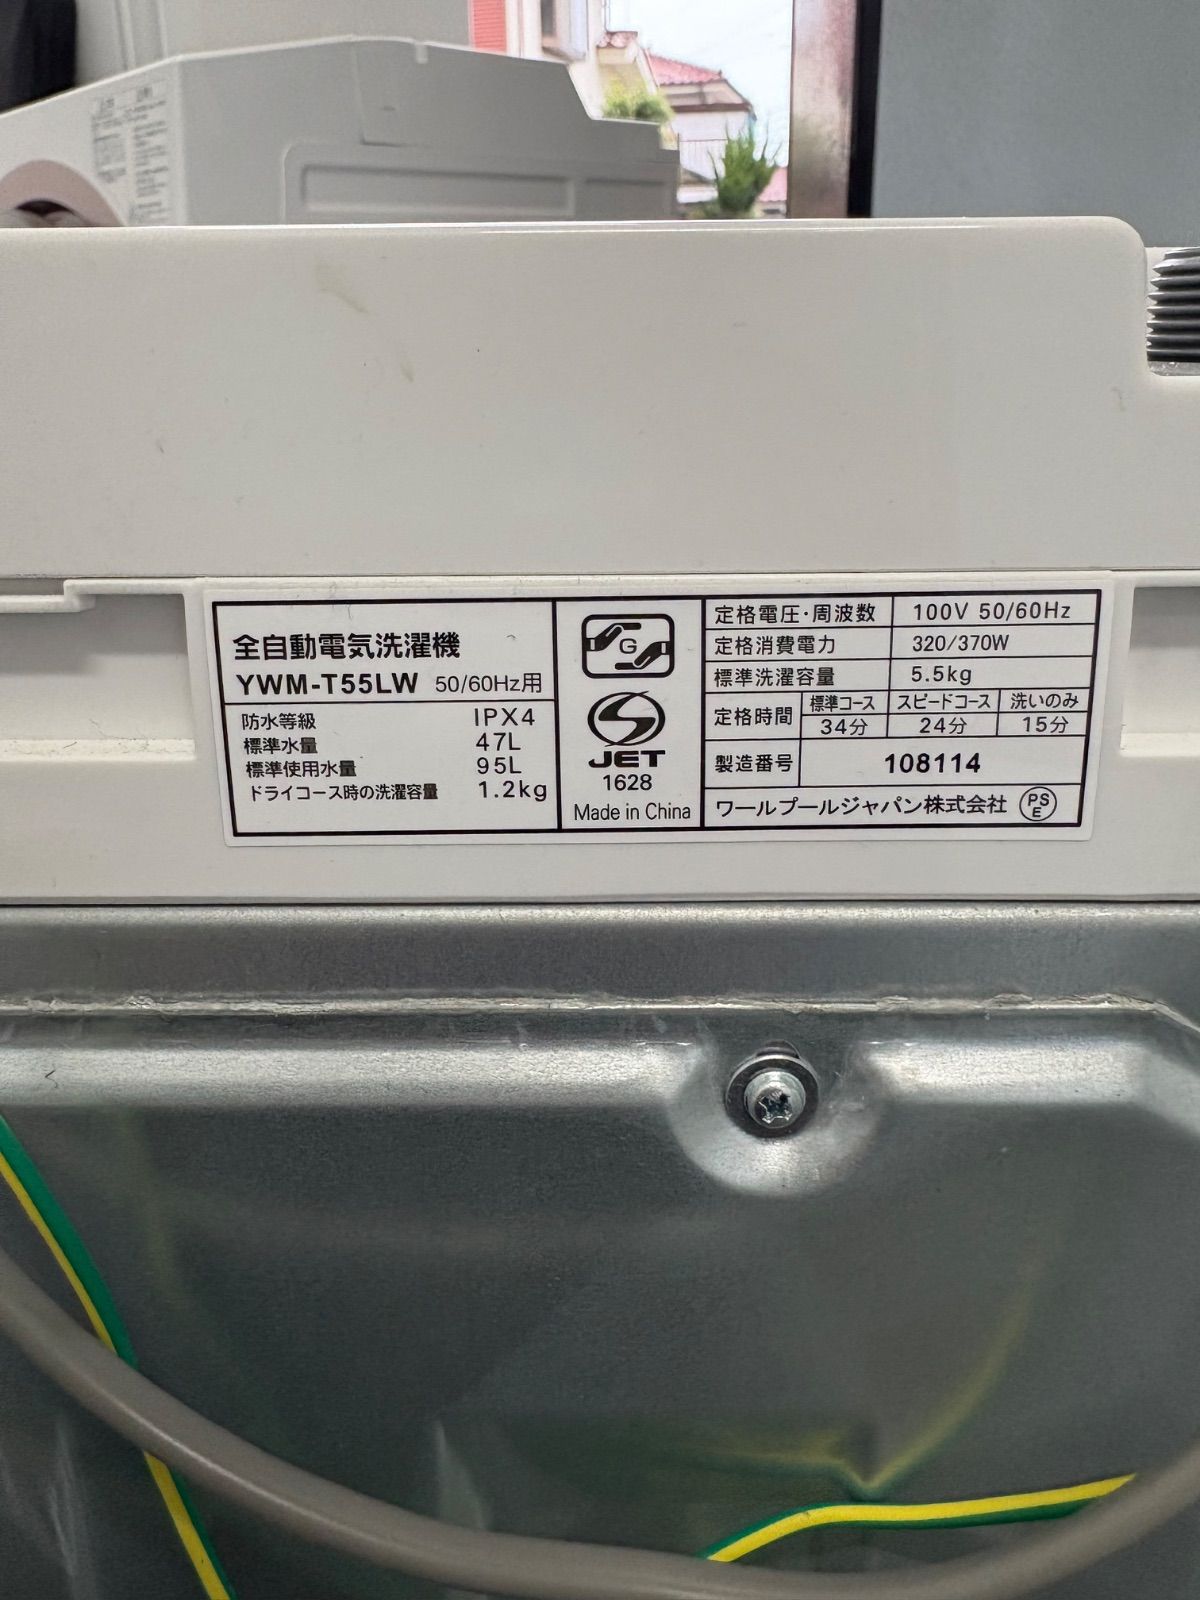 全自動電気洗濯機
YWM-T55LW 50/60Hz用
防水等級 IPX4
標準水量 47L
標準使用水量 95L
ドライコース時の洗濯容量 1.2kg
G
JET
1628
Made in China
定格電圧・周波数 100V 50/60Hz
定格消費電力 320/370W
標準洗濯容量 5.5kg
定格時間 標準コース スピードコース 洗いのみ
34分 24分 15分
製造番号 108114
ワールプールジャパン株式会社 PSE